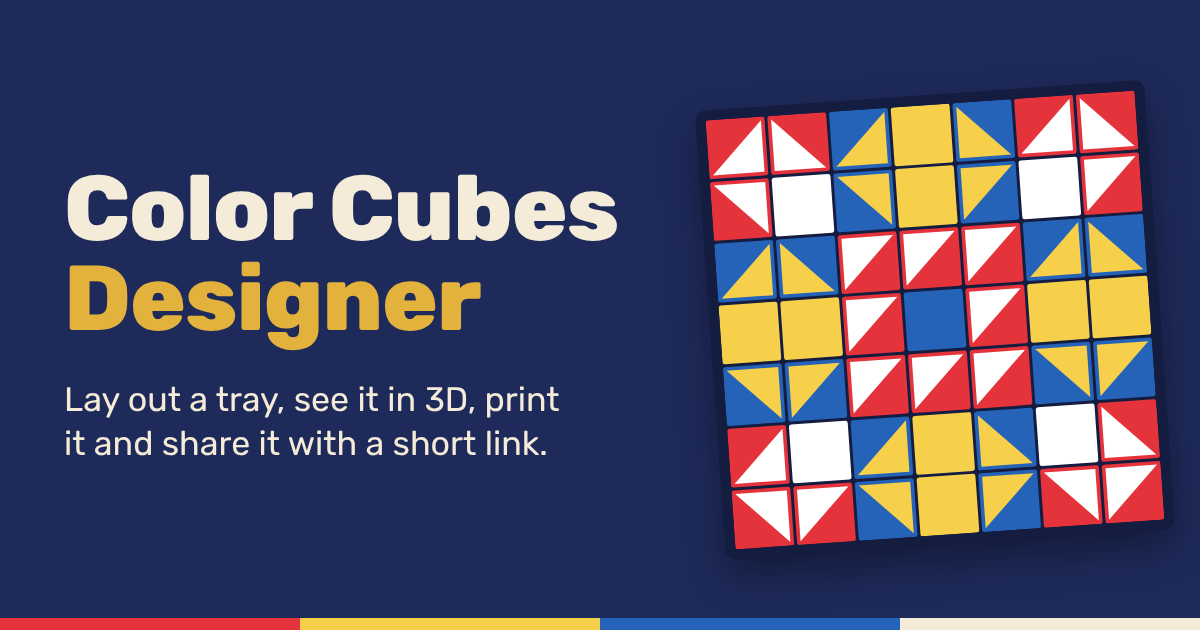 Color Cubes
Designer
Lay out a tray, see it in 3D, print
it and share it with a short link.